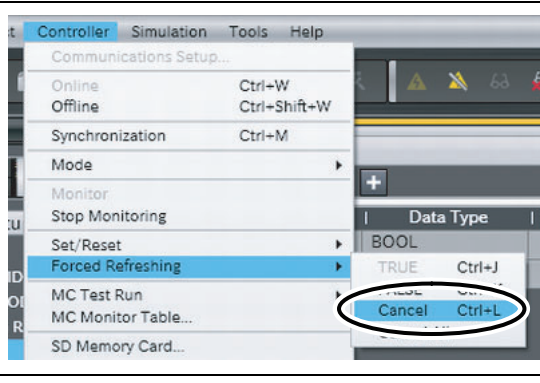 Controller Simulation Tools Help
Communications Setup...
Online Ctrl+W
Offline Ctrl+Shift+W
Synchronization Ctrl+M
Mode
Monitor
Stop Monitoring
Data Type
Set/Reset
BOOL
Forced Refreshing
TRUE Ctrl+J
FALSE
MC Test Run
Cancel Ctrl+L
MC Monitor Table...
SD Memory Card...